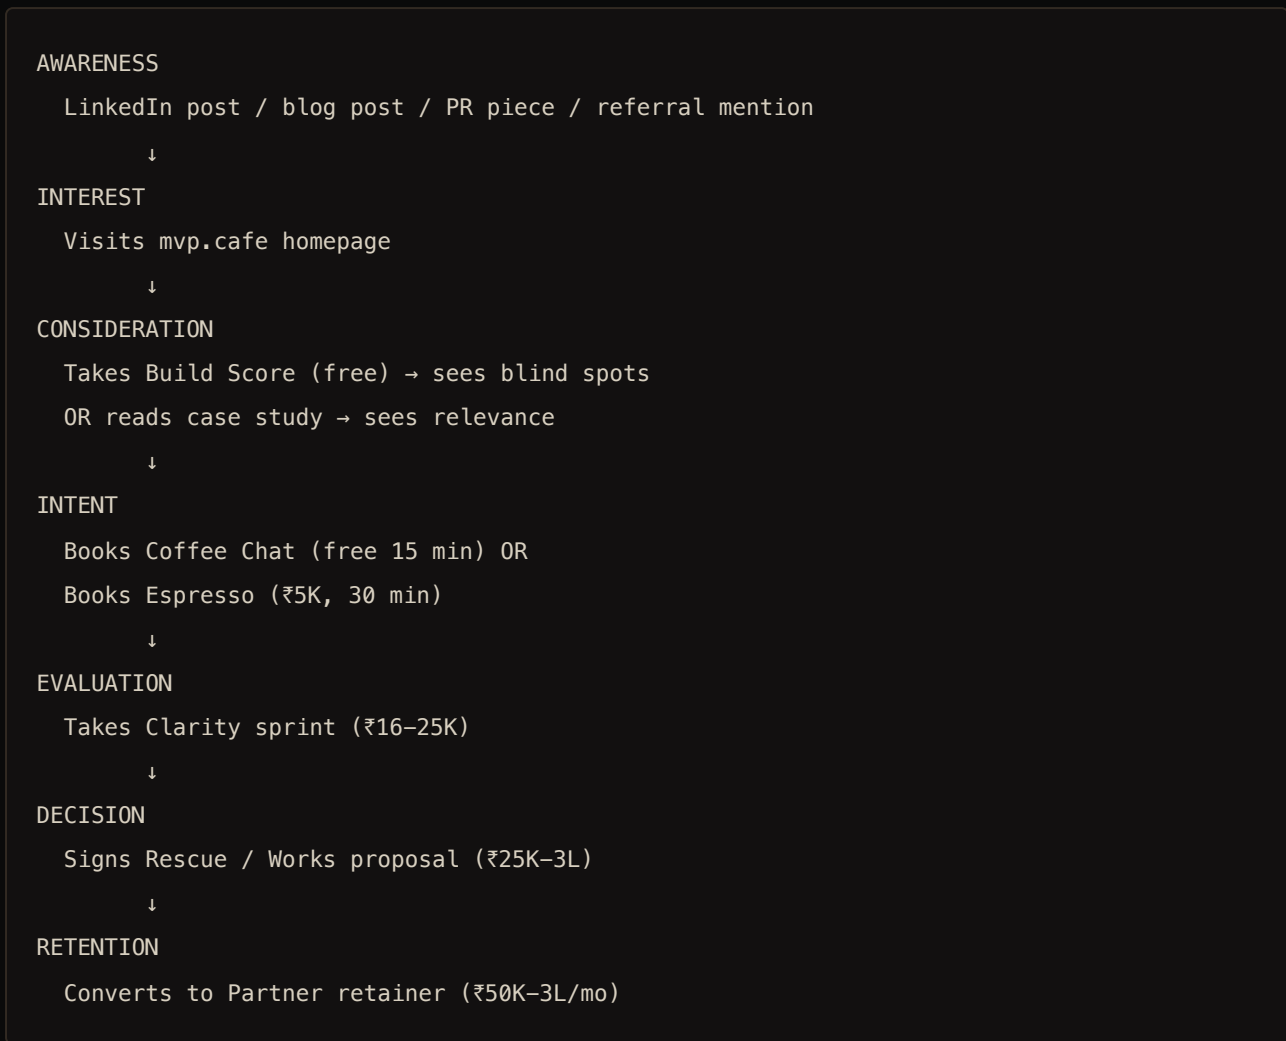 AWARENESS
LinkedIn post / blog post / PR piece / referral mention
↓
INTEREST
Visits mvp.cafe homepage
↓
CONSIDERATION
Takes Build Score (free) → sees blind spots
OR reads case study → sees relevance
↓
INTENT
Books Coffee Chat (free 15 min) OR
Books Espresso (₹5K, 30 min)
↓
EVALUATION
Takes Clarity sprint (₹16–25K)
↓
DECISION
Signs Rescue / Works proposal (₹25K–3L)
↓
RETENTION
Converts to Partner retainer (₹50K–3L/mo)